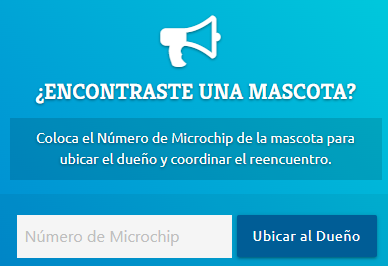 ¿ENCONTRASTE UNA MASCOTA?
Coloca el Número de Microchip de la mascota para
ubicar el dueño y coordinar el reencuentro.
Número de Microchip
Ubicar al Dueño